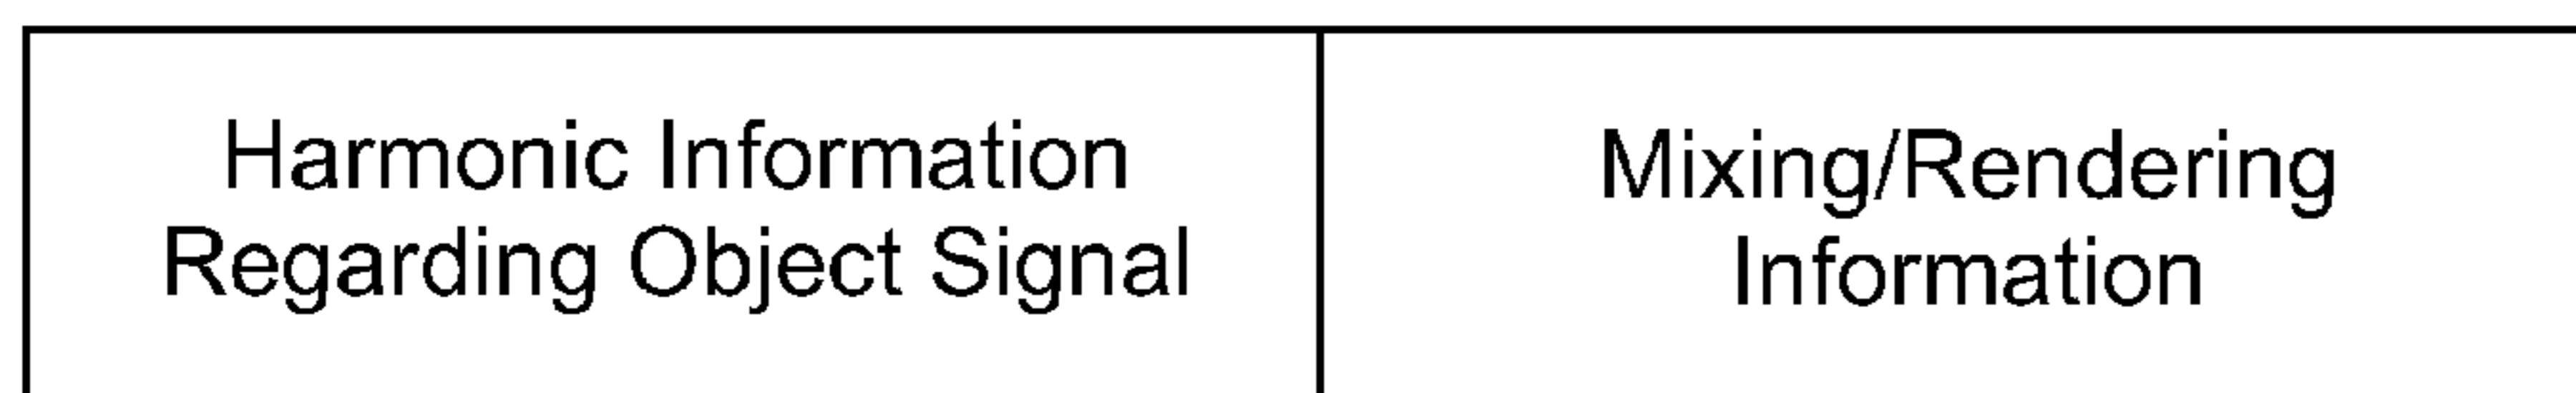 Harmonic Information
Regarding Object Signal
Mixing/Rendering
Information